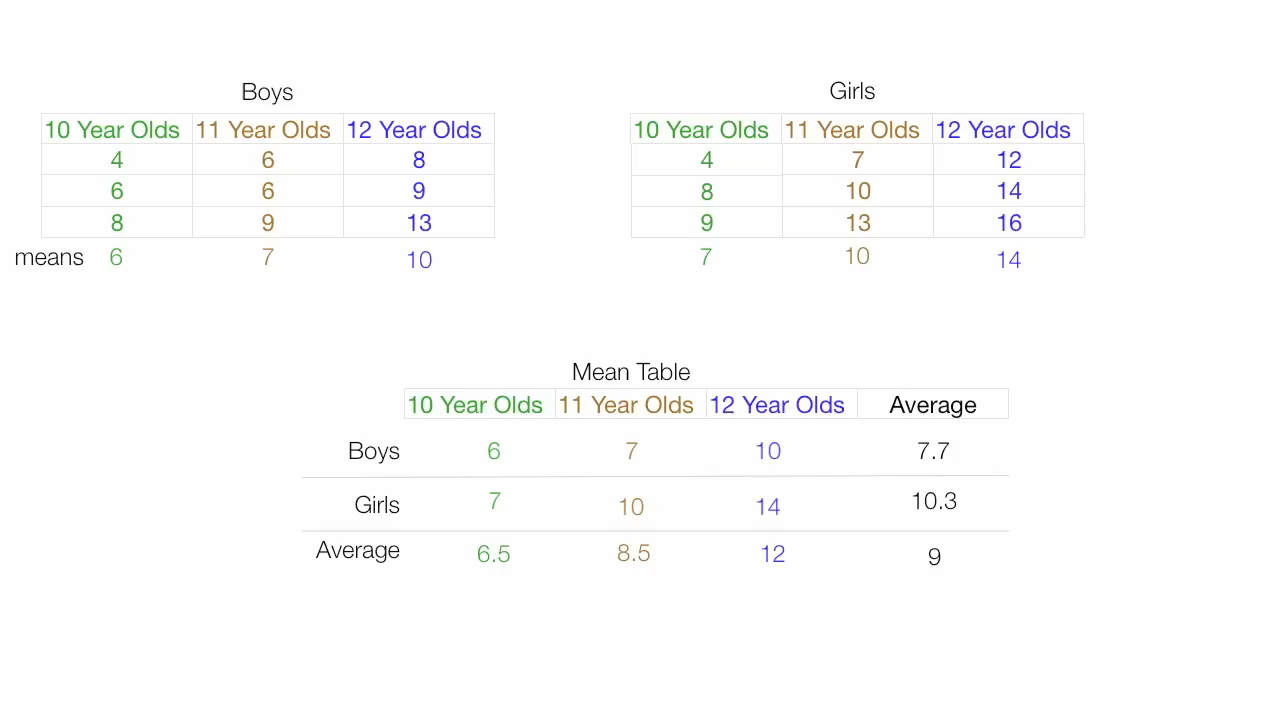 Boys
10 Year Olds 11 Year Olds 12 Year Olds
4 6 8
6 6 9
8 9 13
means 6 7 10
Girls
10 Year Olds 11 Year Olds 12 Year Olds
4 7 12
8 10 14
9 13 16
7 10 14
Mean Table
10 Year Olds 11 Year Olds 12 Year Olds Average
Boys 6 7 10 7.7
Girls 7 10 14 10.3
Average 6.5 8.5 12 9